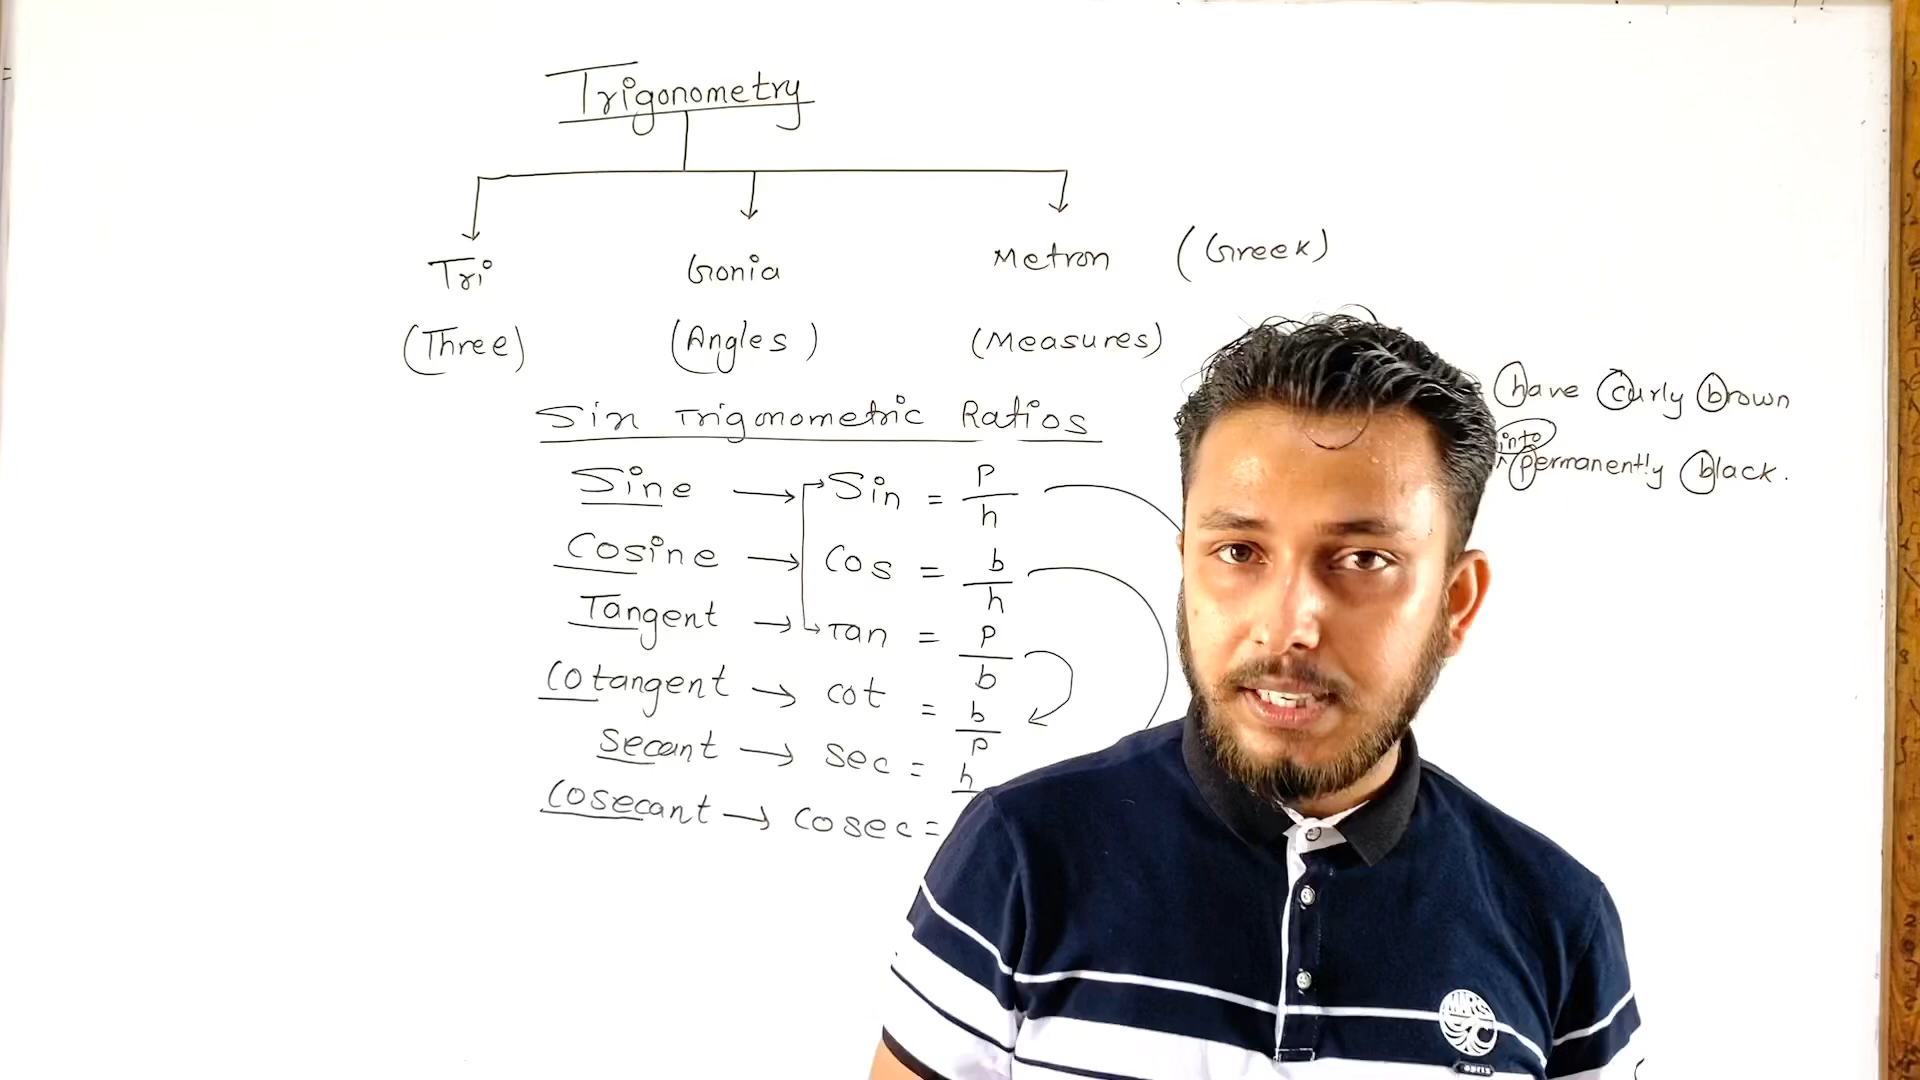 Trigonometry
Tri Gonia Metron (Greek)
(Three) (Angles) (Measures)
Six Trigonometric Ratios
Sine → Sin = p/h
Cosine → Cos = b/h
Tangent → Tan = p/b
Cotangent → cot = b/p
Secant → sec = h
Cosecant → cosec =
have curly brown
into
permanently black.
MARS